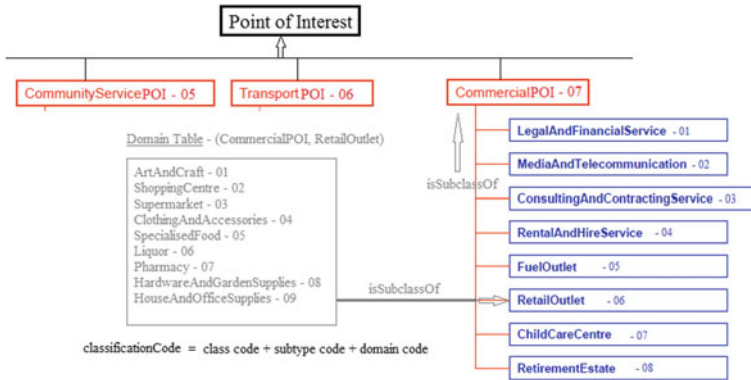 Point of Interest
CommunityServicePOI - 05
TransportPOI - 06
CommercialPOI - 07
Domain Table - (CommercialPOI, RetailOutlet)
ArtAndCraft - 01
ShoppingCentre - 02
Supermarket - 03
ClothingAndAccessories - 04
SpecialisedFood - 05
Liquor - 06
Pharmacy - 07
HardwareAndGardenSupplies - 08
HouseAndOfficeSupplies - 09
isSubclassOf
isSubclassOf
LegalAndFinancialService - 01
MediaAndTelecommunication - 02
ConsultingAndContractingService - 03
RentalAndHireService - 04
FuelOutlet - 05
RetailOutlet - 06
ChildCareCentre - 07
RetirementEstate - 08
classificationCode = class code + subtype code + domain code